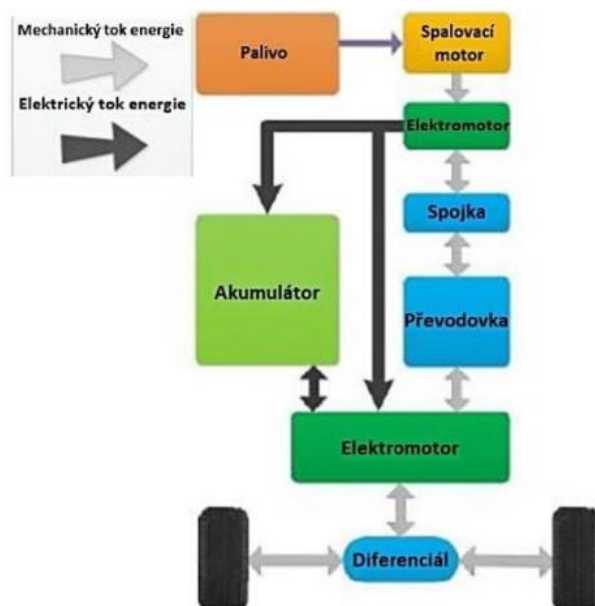 Mechanický tok energie
Elektrický tok energie
Palivo
Spalovací
motor
Elektromotor
Spojka
Akumulátor
Převodovka
Elektromotor
Diferenciál